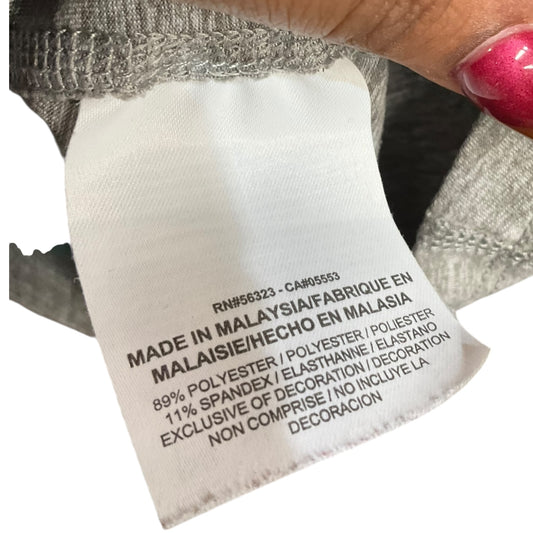 RN#56323 - CA#05553
MADE IN MALAYSIA/FABRIQUE EN
MALAISIE/HECHO EN MALASIA
89% POLYESTER / POLYESTER / POLIESTER
11% SPANDEX / ELASTHANNE / ELASTANO
EXCLUSIVE OF DECORATION / DECORATION
NON COMPRISE / NO INCLUYE LA
DECORACION